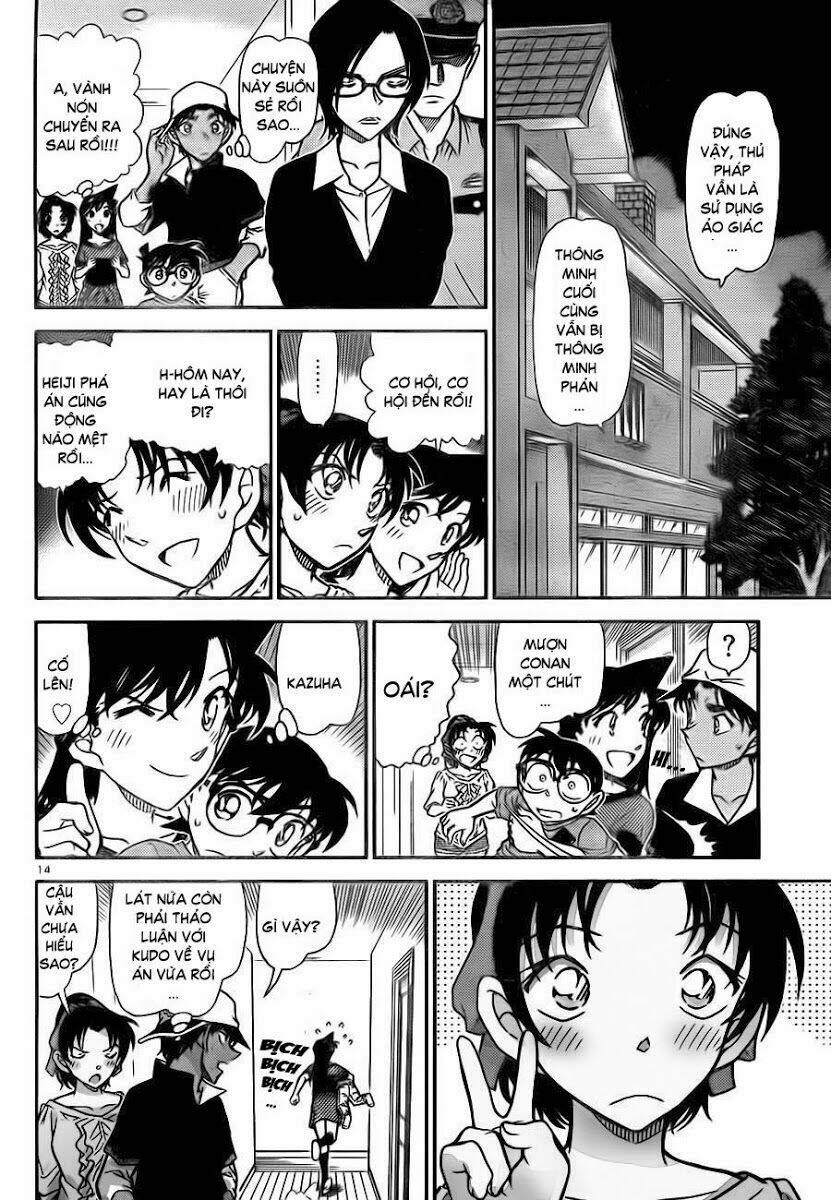 ĐÚNG
VẬY, THỦ
PHÁP
VẪN LÀ
SỬ DỤNG
ẢO GIÁC
...
THÔNG
MINH
CUỐI
CÙNG
VẪN BỊ
THÔNG
MINH
PHÁN
...
CHUYỆN
NÀY SUÔN
SẺ RỒI
SAO...
A, VÀNH
NÓN
CHUYỂN RA
SAU RỒI!!!
CƠ HỘI, CƠ
HỘI ĐẾN RỒI!
......
H-HÔM NAY,
HAY LÀ THÔI
ĐI?
HEIJI PHÁ
ÁN CŨNG
ĐỘNG
NÃO MỆT
RỒI...
?
MƯỢN
CONAN
MỘT CHÚT
...
HI...
OÁI?
KAZUHA
CỐ
LÊN!
♡
14
GÌ VẬY?
BỊCH
BỊCH
BỊCH
...
LÁT NỮA CÒN
PHẢI THẢO
LUẬN VỚI
KUDO VỀ VỤ
ÁN VỪA RỒI
...
CẬU
VẪN
CHƯA
HIỂU
SAO?